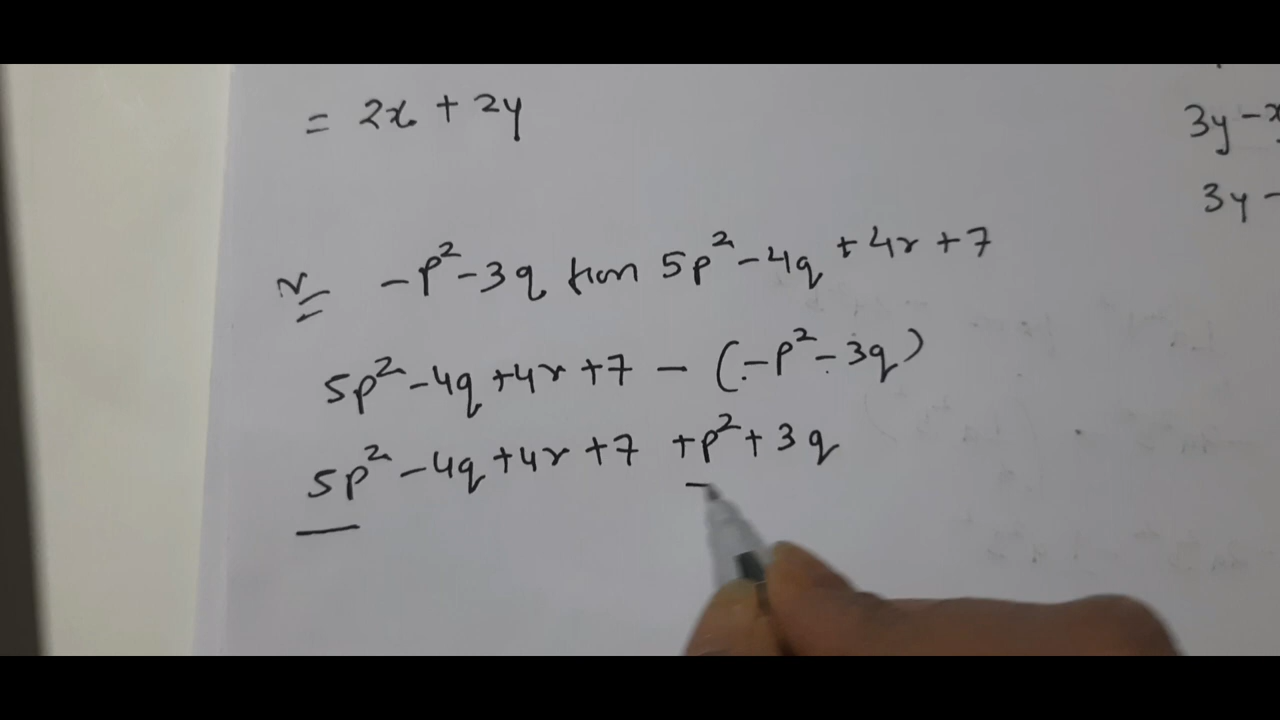 = 2x + 2y
3y - x
3y -
-p² - 3q from 5p² - 4q + 4r + 7
5p² - 4q + 4r + 7 - (-p² - 3q)
5p² - 4q + 4r + 7 + p² + 3q